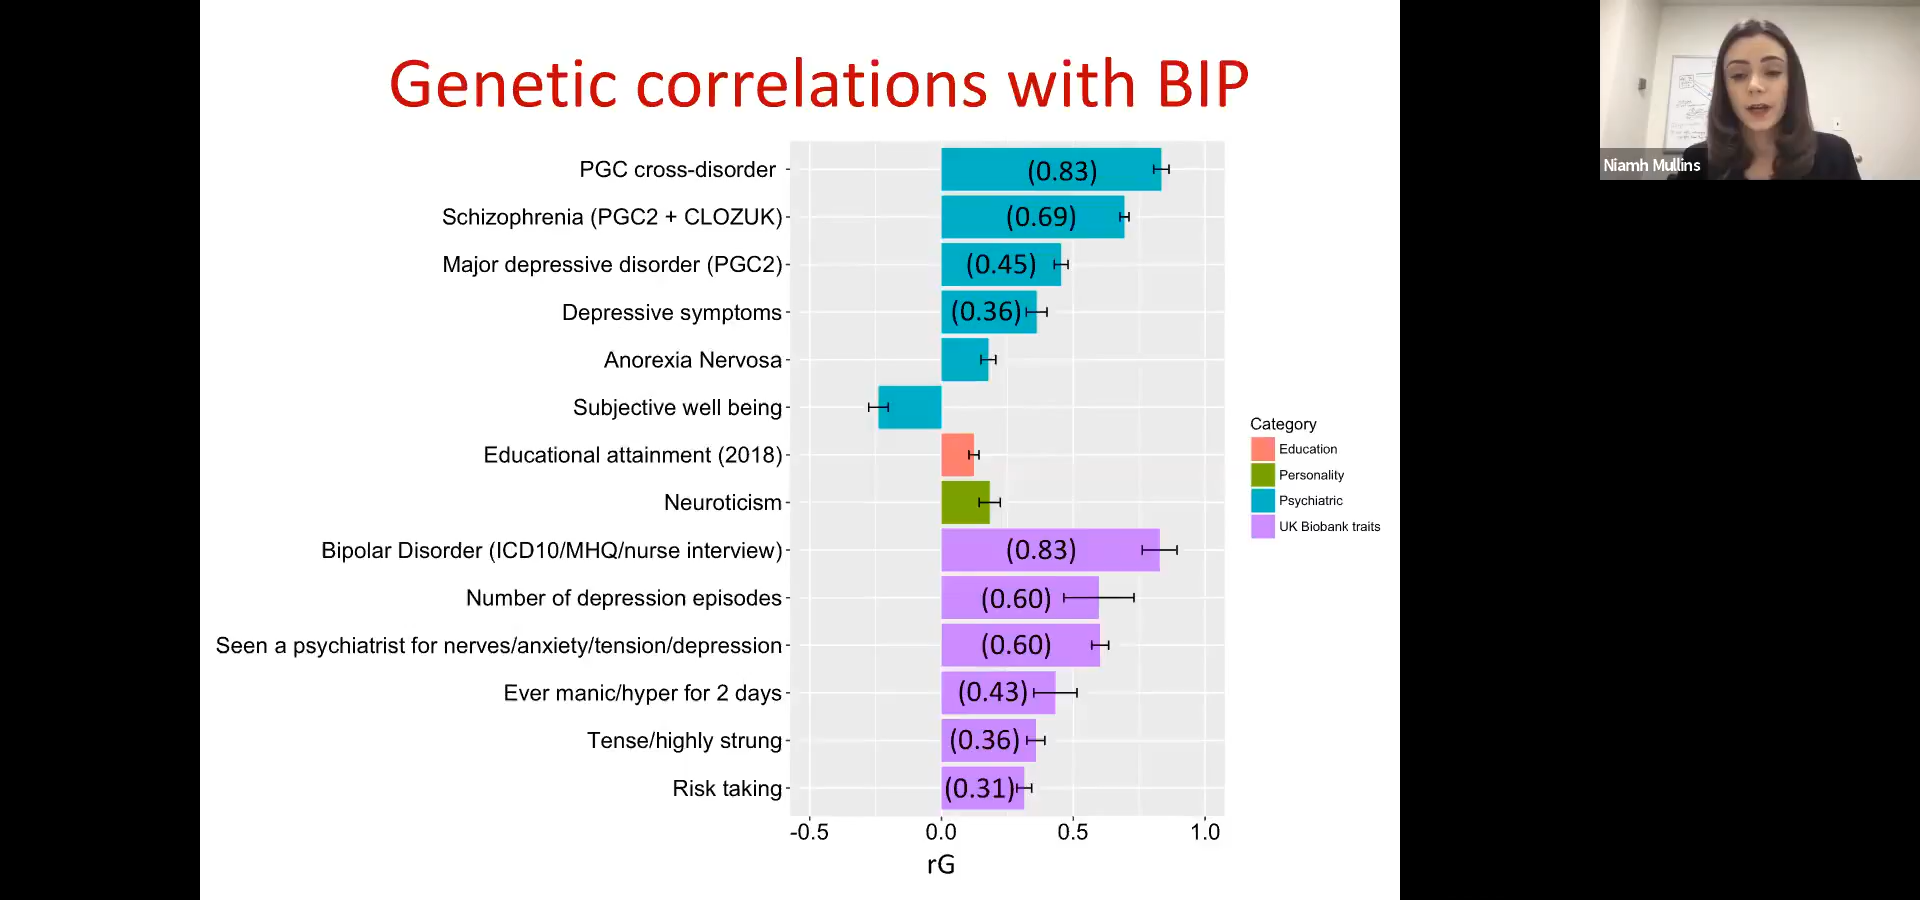 Genetic correlations with BIP
PGC cross-disorder (0.83)
Schizophrenia (PGC2 + CLOZUK) (0.69)
Major depressive disorder (PGC2) (0.45)
Depressive symptoms (0.36)
Anorexia Nervosa
Subjective well being
Educational attainment (2018)
Neuroticism
Bipolar Disorder (ICD10/MHQ/nurse interview) (0.83)
Number of depression episodes (0.60)
Seen a psychiatrist for nerves/anxiety/tension/depression (0.60)
Ever manic/hyper for 2 days (0.43)
Tense/highly strung (0.36)
Risk taking (0.31)
-0.5 0.0 0.5 1.0
rG
Category
Education
Personality
Psychiatric
UK Biobank traits
Niamh Mullins